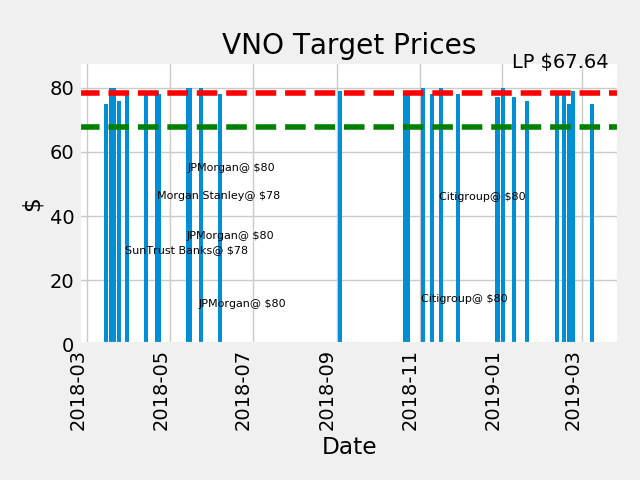 VNO Target Prices
LP $67.64
80
60
40
20
0
$
JPMorgan@ $80
Morgan Stanley@ $78
Citigroup@ $80
JPMorgan@ $80
SunTrust Banks@ $78
Citigroup@ $80
JPMorgan@ $80
2018-03
2018-05
2018-07
2018-09
2018-11
2019-01
2019-03
Date